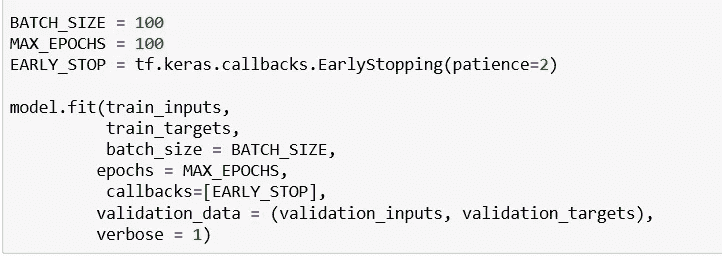 BATCH_SIZE = 100
MAX_EPOCHS = 100
EARLY_STOP = tf.keras.callbacks.EarlyStopping(patience=2)

model.fit(train_inputs,
          train_targets,
          batch_size = BATCH_SIZE,
         epochs = MAX_EPOCHS,
          callbacks=[EARLY_STOP],
         validation_data = (validation_inputs, validation_targets),
         verbose = 1)